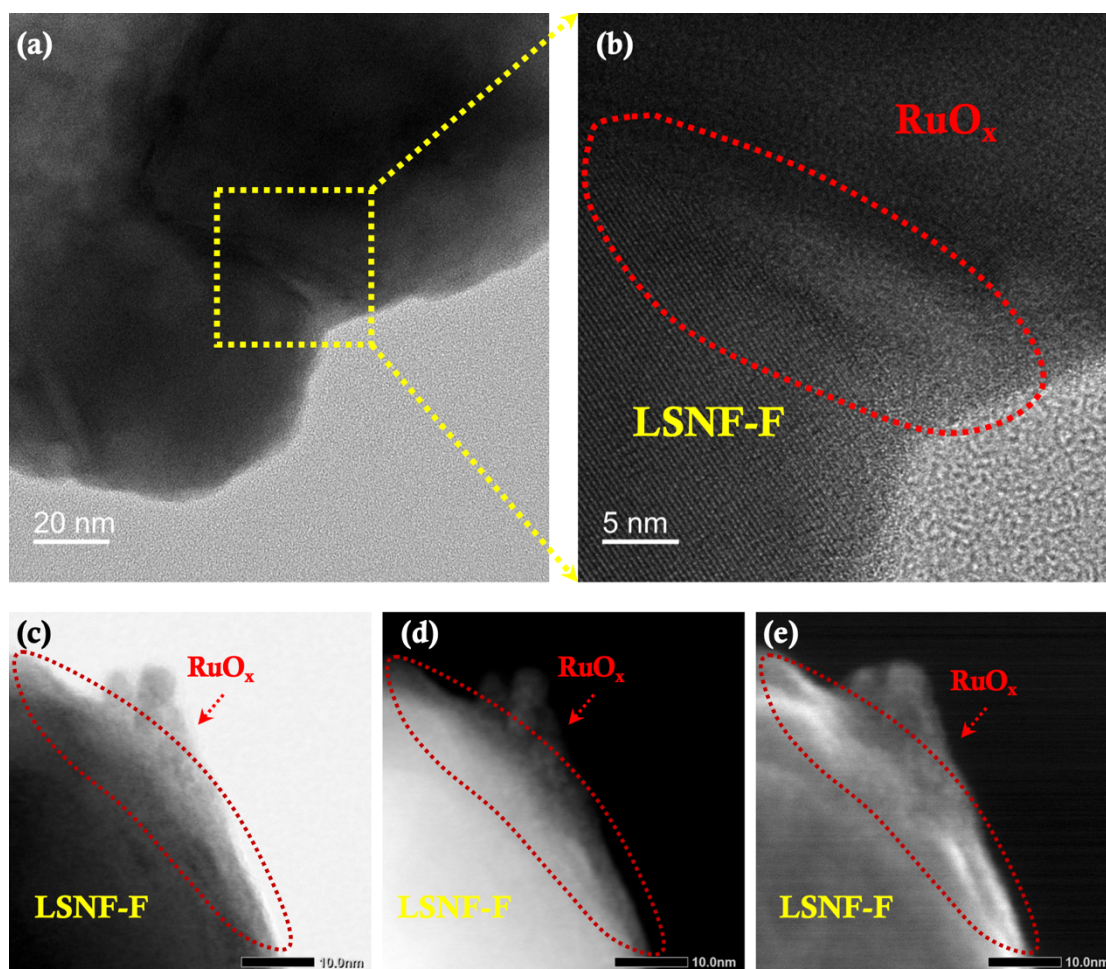 (a)
20 nm
(b)
RuOₓ
LSNF-F
5 nm
(c)
RuOₓ
LSNF-F
10.0nm
(d)
RuOₓ
LSNF-F
10.0nm
(e)
RuOₓ
LSNF-F
10.0nm